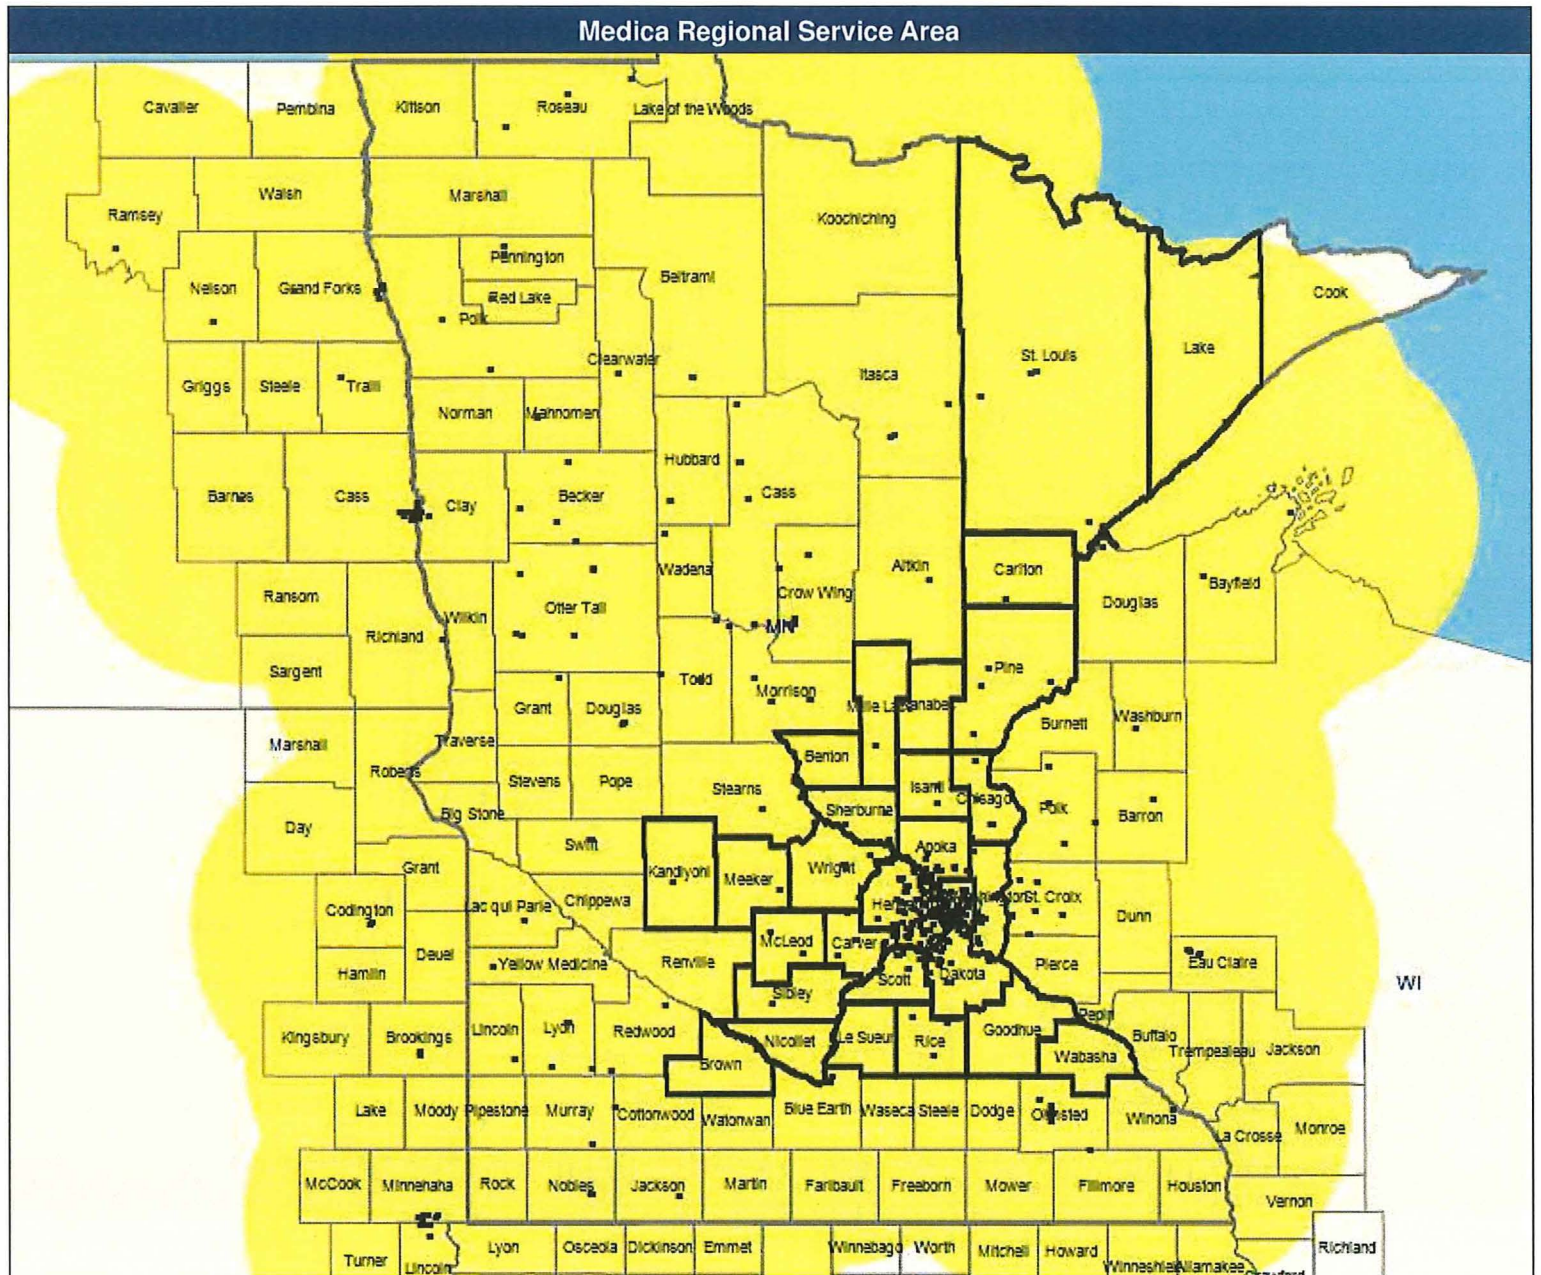 Medica Regional Service Area
Cavalier
Pembina
Kittson
Roseau
Lake of the Woods
Walsh
Marshall
Ramsey
Koochiching
Pennington
Beltrami
Nelson
Grand Forks
Red Lake
Cook
Polk
St. Louis
Lake
Clearwater
Itasca
Griggs
Steele
Traill
Norman
Mahnomen
Hubbard
Cass
Barnes
Cass
Clay
Becker
Wadena
Aitkin
Carlton
Crow Wing
Bayfield
Douglas
Ransom
Otter Tail
Wilkin
MN
Richland
Sargent
Todd
Pine
Morrison
Grant
Douglas
Mille Lacs
Kanabec
Burnett
Washburn
Marshall
Traverse
Roberts
Benton
Stevens
Pope
Stearns
Isanti
Chisago
Big Stone
Sherburne
Polk
Barron
Day
Swift
Anoka
Grant
Kandiyohi
Meeker
Wright
Codington
Lac qui Parle
Chippewa
St. Croix
Dunn
McLeod
Carver
Deuel
Yellow Medicine
Renville
Pierce
Eau Claire
Hamlin
Scott
Dakota
WI
Sibley
Pepin
Kingsbury
Brookings
Lincoln
Lyon
Redwood
Nicollet
Le Sueur
Rice
Goodhue
Buffalo
Trempealeau
Jackson
Brown
Wabasha
Lake
Moody
Pipestone
Murray
Cottonwood
Watonwan
Blue Earth
Waseca
Steele
Dodge
Olmsted
Winona
La Crosse
Monroe
McCook
Minnehaha
Rock
Nobles
Jackson
Martin
Faribault
Freeborn
Mower
Fillmore
Houston
Vernon
Turner
Lincoln
Lyon
Osceola
Dickinson
Emmet
Winnebago
Worth
Mitchell
Howard
Winneshiek
Allamakee
Crawford
Richland